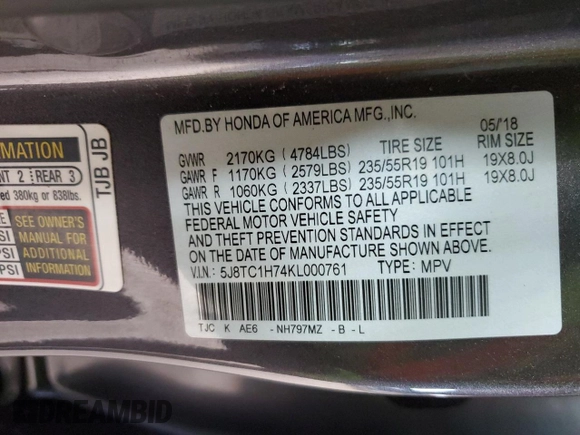 MFD.BY HONDA OF AMERICA MFG.,INC.
05/'18
GVWR 2170KG (4784LBS) TIRE SIZE RIM SIZE
GAWR F 1170KG (2579LBS) 235/55R19 101H 19X8.0J
GAWR R 1060KG (2337LBS) 235/55R19 101H 19X8.0J
THIS VEHICLE CONFORMS TO ALL APPLICABLE
FEDERAL MOTOR VEHICLE SAFETY
AND THEFT PREVENTION STANDARDS IN EFFECT
ON THE DATE OF MANUFACTURE SHOWN ABOVE.
V.I.N: 5J8TC1H74KL000761 TYPE: MPV
TJC K AE6 -NH797MZ -B-L
2 REAR 3
380kg or 838lbs.
SEE OWNER'S
MANUAL FOR
ADDITIONAL
INFORMATION
TJB JB
DREAMBID